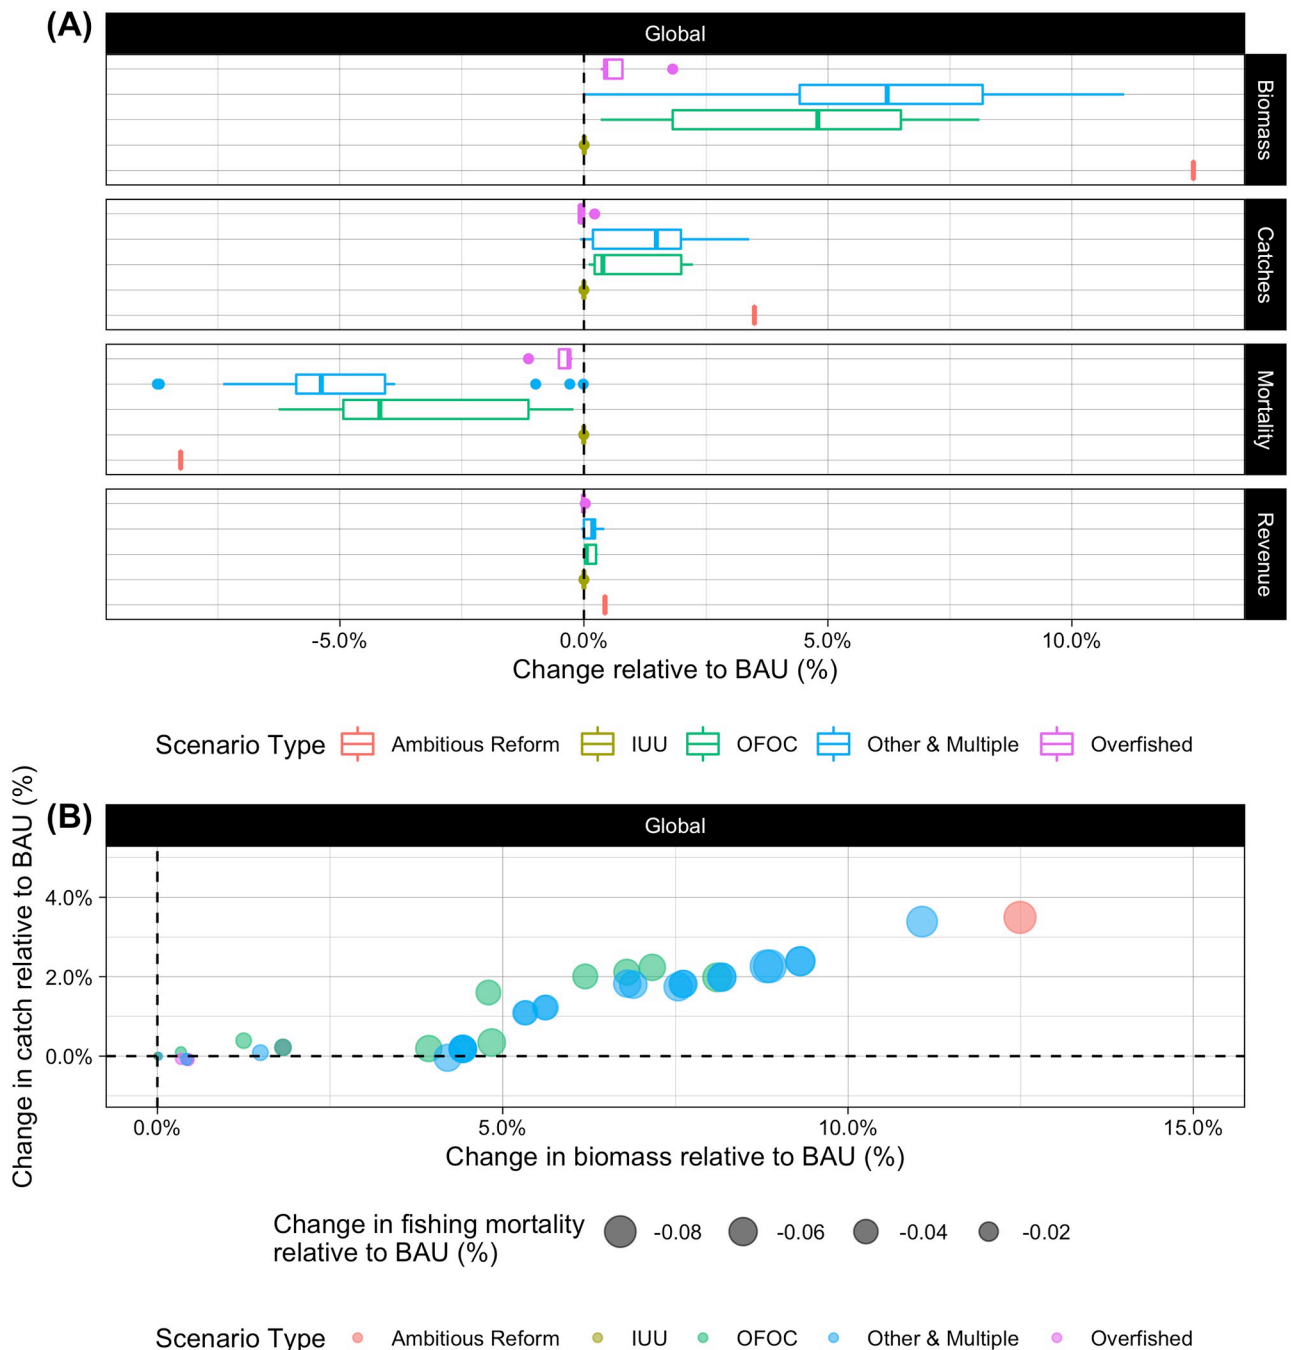 (A)
Global
Biomass
Catches
Mortality
Revenue
-5.0% 0.0% 5.0% 10.0%
Change relative to BAU (%)
Scenario Type Ambitious Reform IUU OFOC Other & Multiple Overfished
(B)
Global
Change in catch relative to BAU (%)
4.0%
2.0%
0.0%
0.0% 5.0% 10.0% 15.0%
Change in biomass relative to BAU (%)
Change in fishing mortality
relative to BAU (%)
-0.08 -0.06 -0.04 -0.02
Scenario Type Ambitious Reform IUU OFOC Other & Multiple Overfished